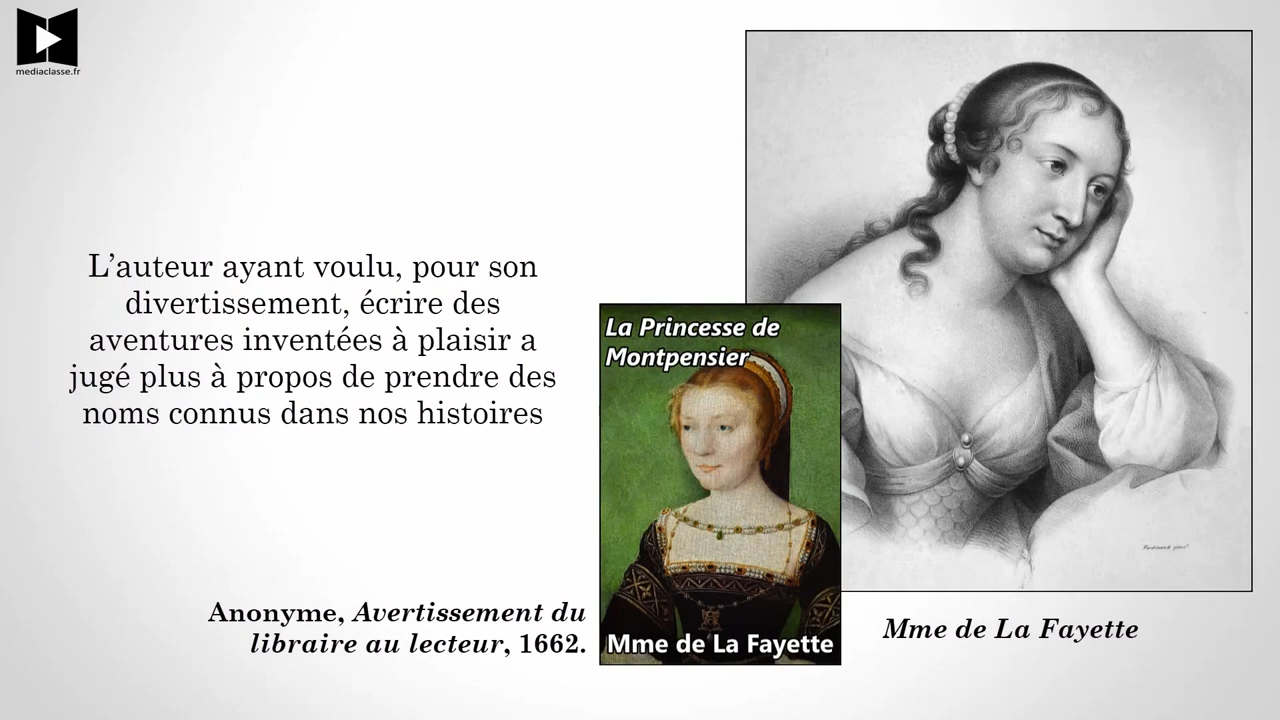 mediaclasse.fr
L’auteur ayant voulu, pour son
divertissement, écrire des
aventures inventées à plaisir a
jugé plus à propos de prendre des
noms connus dans nos histoires
Anonyme, Avertissement du
libraire au lecteur, 1662.
La Princesse de
Montpensier
Mme de La Fayette
Mme de La Fayette